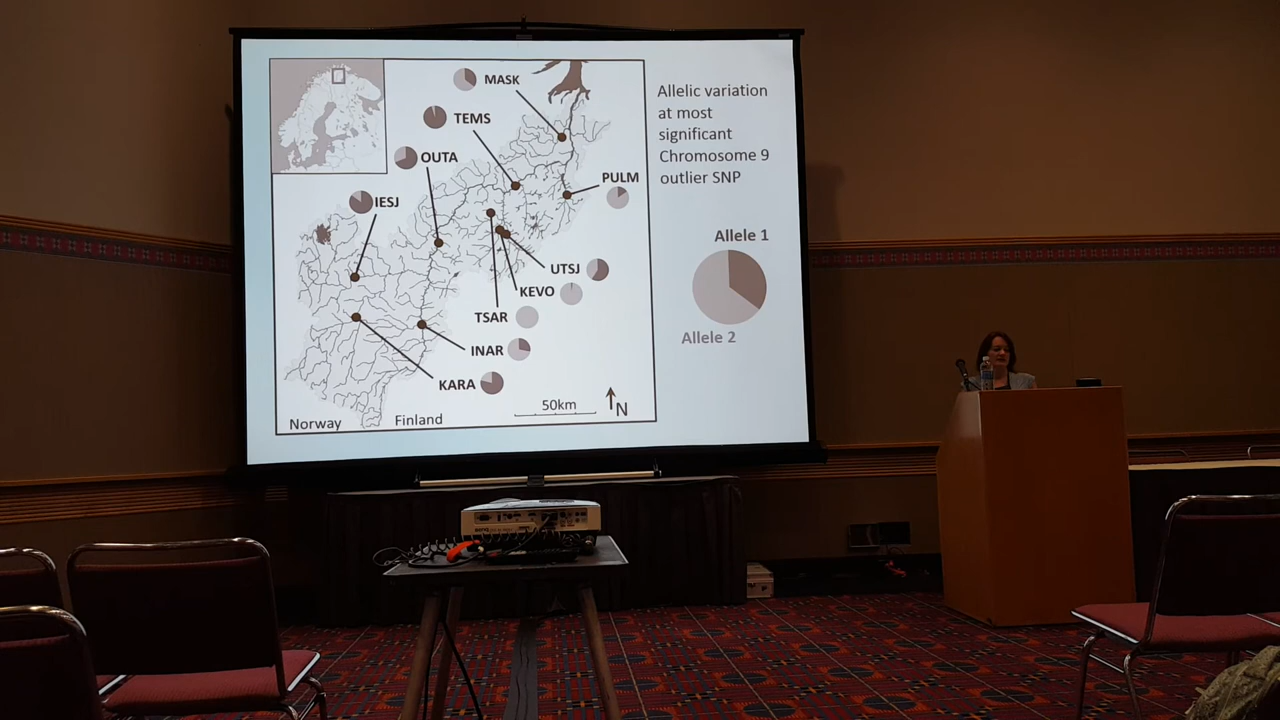 MASK
TEMS
OUTA
PULM
IESJ
UTSJ
KEVO
TSAR
INAR
KARA
50km
N
Norway
Finland
Allelic variation
at most
significant
Chromosome 9
outlier SNP
Allele 1
Allele 2
BenQ